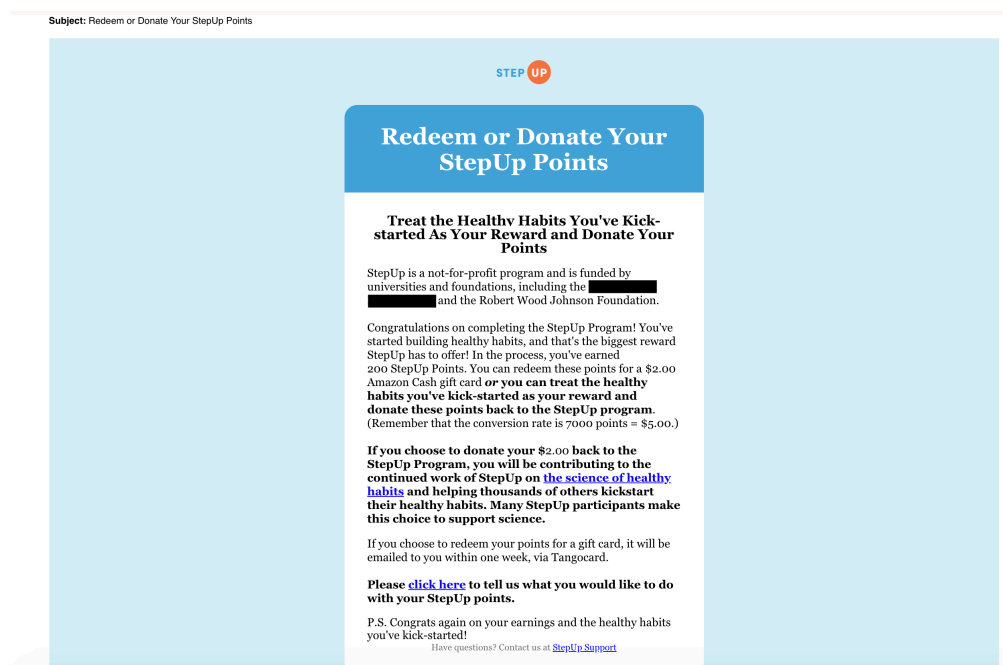 Subject: Redeem or Donate Your StepUp Points
STEP UP
Redeem or Donate Your
StepUp Points
Treat the Healthy Habits You've Kick-
started As Your Reward and Donate Your
Points
StepUp is a not-for-profit program and is funded by
universities and foundations, including the
and the Robert Wood Johnson Foundation.
Congratulations on completing the StepUp Program! You've
started building healthy habits, and that's the biggest reward
StepUp has to offer! In the process, you've earned
200 StepUp Points. You can redeem these points for a $2.00
Amazon Cash gift card or you can treat the healthy
habits you've kick-started as your reward and
donate these points back to the StepUp program.
(Remember that the conversion rate is 7000 points = $5.00.)
If you choose to donate your $2.00 back to the
StepUp Program, you will be contributing to the
continued work of StepUp on the science of healthy
habits and helping thousands of others kickstart
their healthy habits. Many StepUp participants make
this choice to support science.
If you choose to redeem your points for a gift card, it will be
emailed to you within one week, via Tangocard.
Please click here to tell us what you would like to do
with your StepUp points.
P.S. Congrats again on your earnings and the healthy habits
you've kick-started!
Have questions? Contact us at StepUp Support